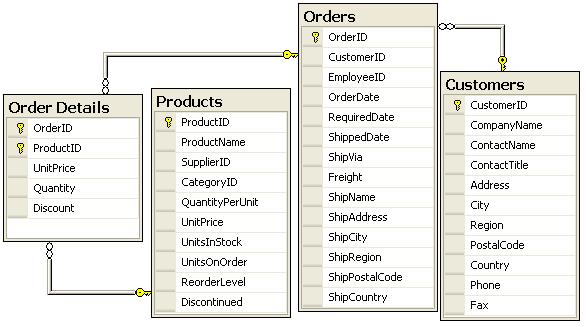 Order Details
OrderID
ProductID
UnitPrice
Quantity
Discount
Products
ProductID
ProductName
SupplierID
CategoryID
QuantityPerUnit
UnitPrice
UnitsInStock
UnitsOnOrder
ReorderLevel
Discontinued
Orders
OrderID
CustomerID
EmployeeID
OrderDate
RequiredDate
ShippedDate
ShipVia
Freight
ShipName
ShipAddress
ShipCity
ShipRegion
ShipPostalCode
ShipCountry
Customers
CustomerID
CompanyName
ContactName
ContactTitle
Address
City
Region
PostalCode
Country
Phone
Fax